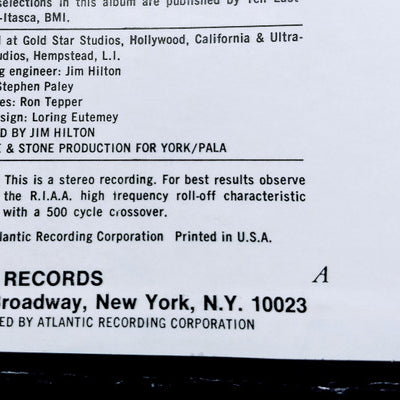 selections in this album are published by Ten East-
-Itasca, BMI.
d at Gold Star Studios, Hollywood, California & Ultra-
udios, Hempstead, L.I.
g engineer: Jim Hilton
Stephen Paley
es: Ron Tepper
sign: Loring Eutemey
ED BY JIM HILTON
& STONE PRODUCTION FOR YORK/PALA
This is a stereo recording. For best results observe
the R.I.A.A. high frequency roll-off characteristic
with a 500 cycle crossover.
lantic Recording Corporation Printed in U.S.A.
RECORDS A
Broadway, New York, N.Y. 10023
ED BY ATLANTIC RECORDING CORPORATION